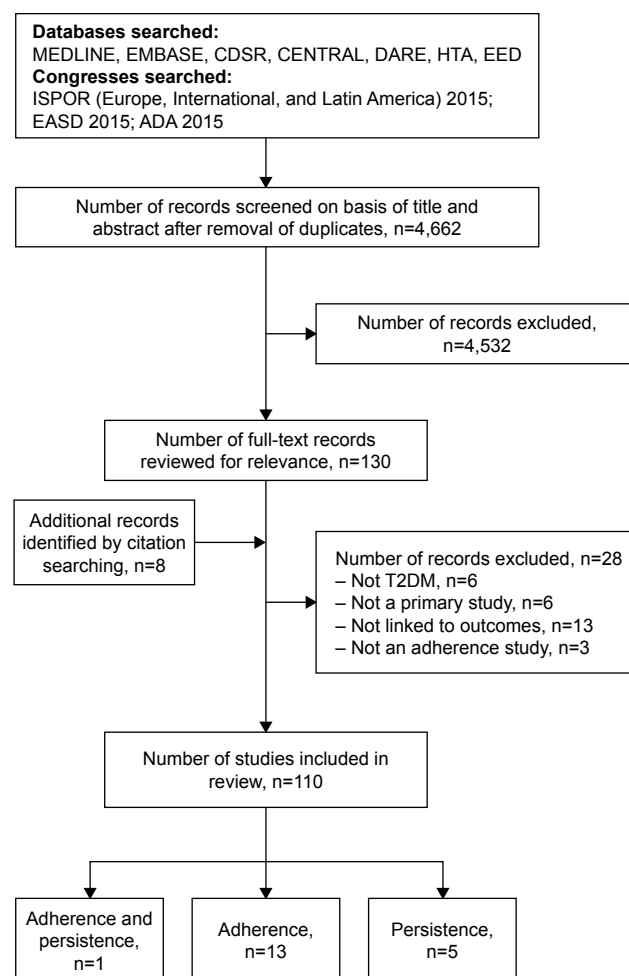 Databases searched:
MEDLINE, EMBASE, CDSR, CENTRAL, DARE, HTA, EED
Congresses searched:
ISPOR (Europe, International, and Latin America) 2015;
EASD 2015; ADA 2015
Number of records screened on basis of title and
abstract after removal of duplicates, n=4,662
Number of records excluded,
n=4,532
Number of full-text records
reviewed for relevance, n=130
Additional records
identified by citation
searching, n=8
Number of records excluded, n=28
– Not T2DM, n=6
– Not a primary study, n=6
– Not linked to outcomes, n=13
– Not an adherence study, n=3
Number of studies included in
review, n=110
Adherence and
persistence,
n=1
Adherence,
n=13
Persistence,
n=5